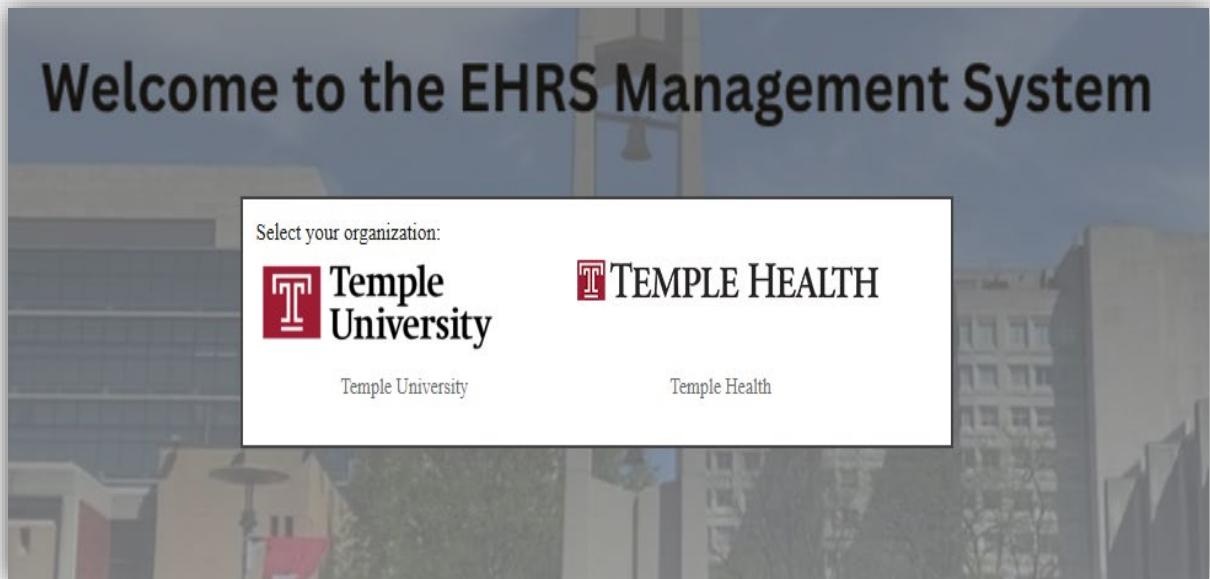 Welcome to the EHRS Management System
Select your organization:
Temple
University
TEMPLE HEALTH
Temple University
Temple Health